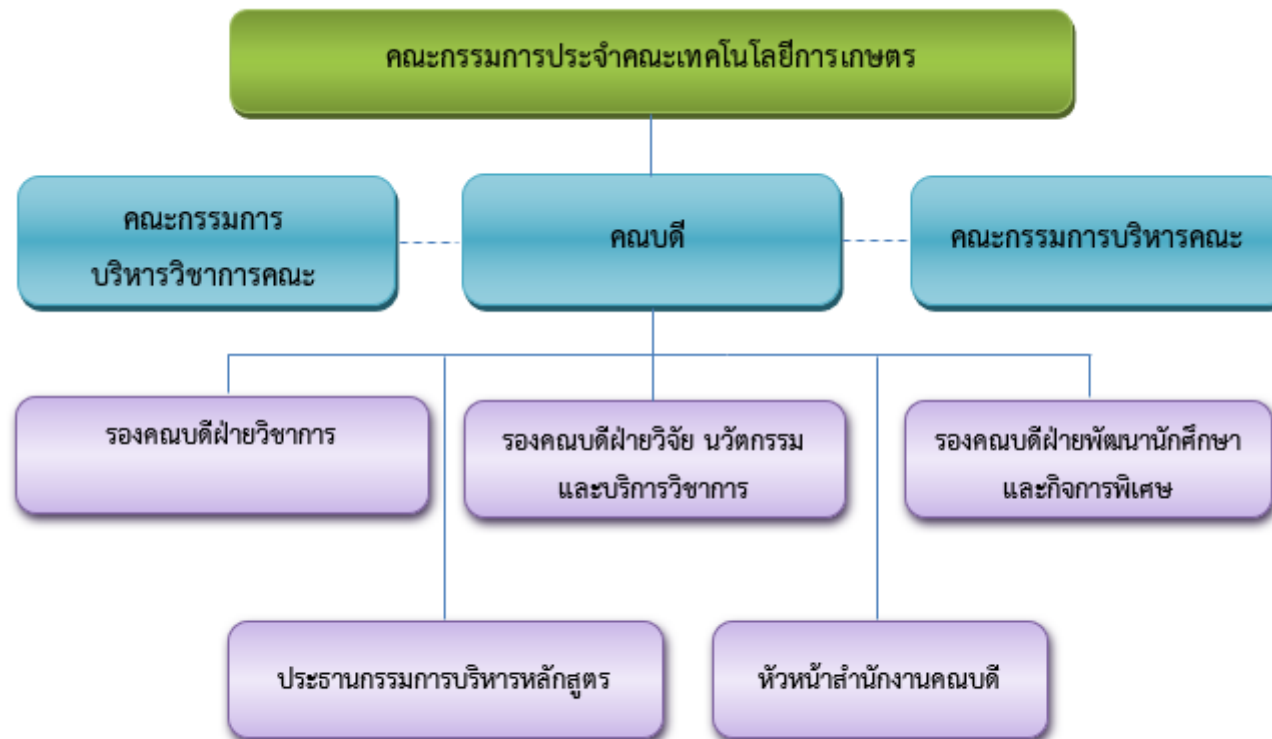 คณะกรรมการประจำคณะเทคโนโลยีการเกษตร
คณะกรรมการ
บริหารวิชาการคณะ
คณบดี
คณะกรรมการบริหารคณะ
รองคณบดีฝ่ายวิชาการ
รองคณบดีฝ่ายวิจัย นวัตกรรม
และบริการวิชาการ
รองคณบดีฝ่ายพัฒนานักศึกษา
และกิจการพิเศษ
ประธานกรรมการบริหารหลักสูตร
หัวหน้าสำนักงานคณบดี